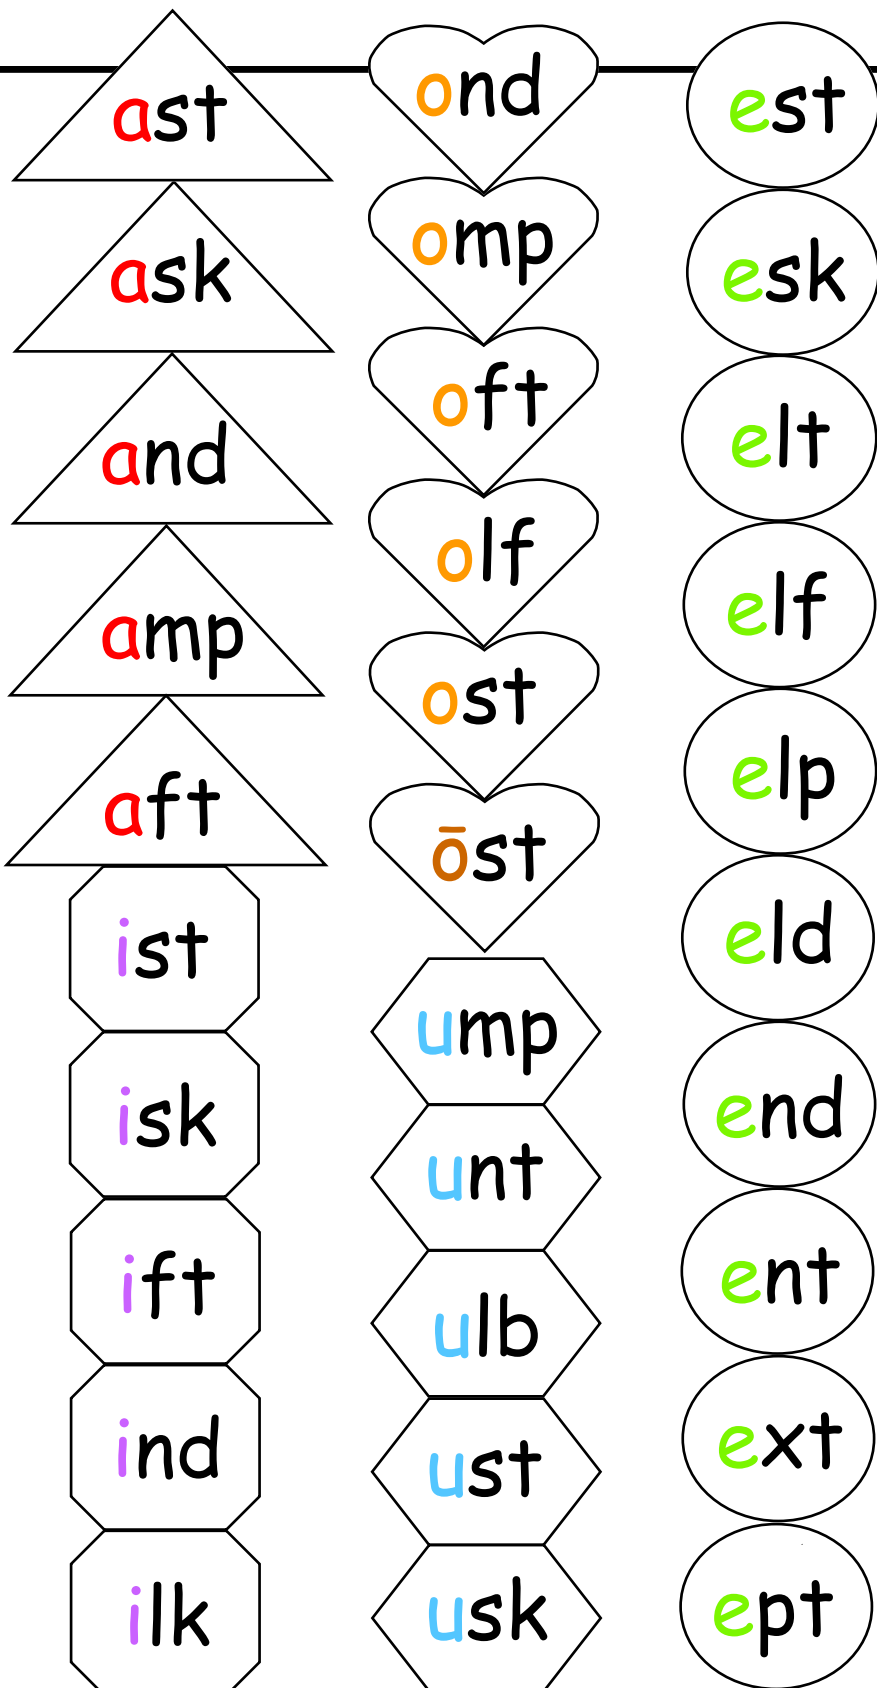 ast
ask
and
amp
aft
ist
isk
ift
ind
ilk
ond
omp
oft
olf
ost
ōst
ump
unt
ulb
ust
usk
est
esk
elt
elf
elp
eld
end
ent
ext
ept